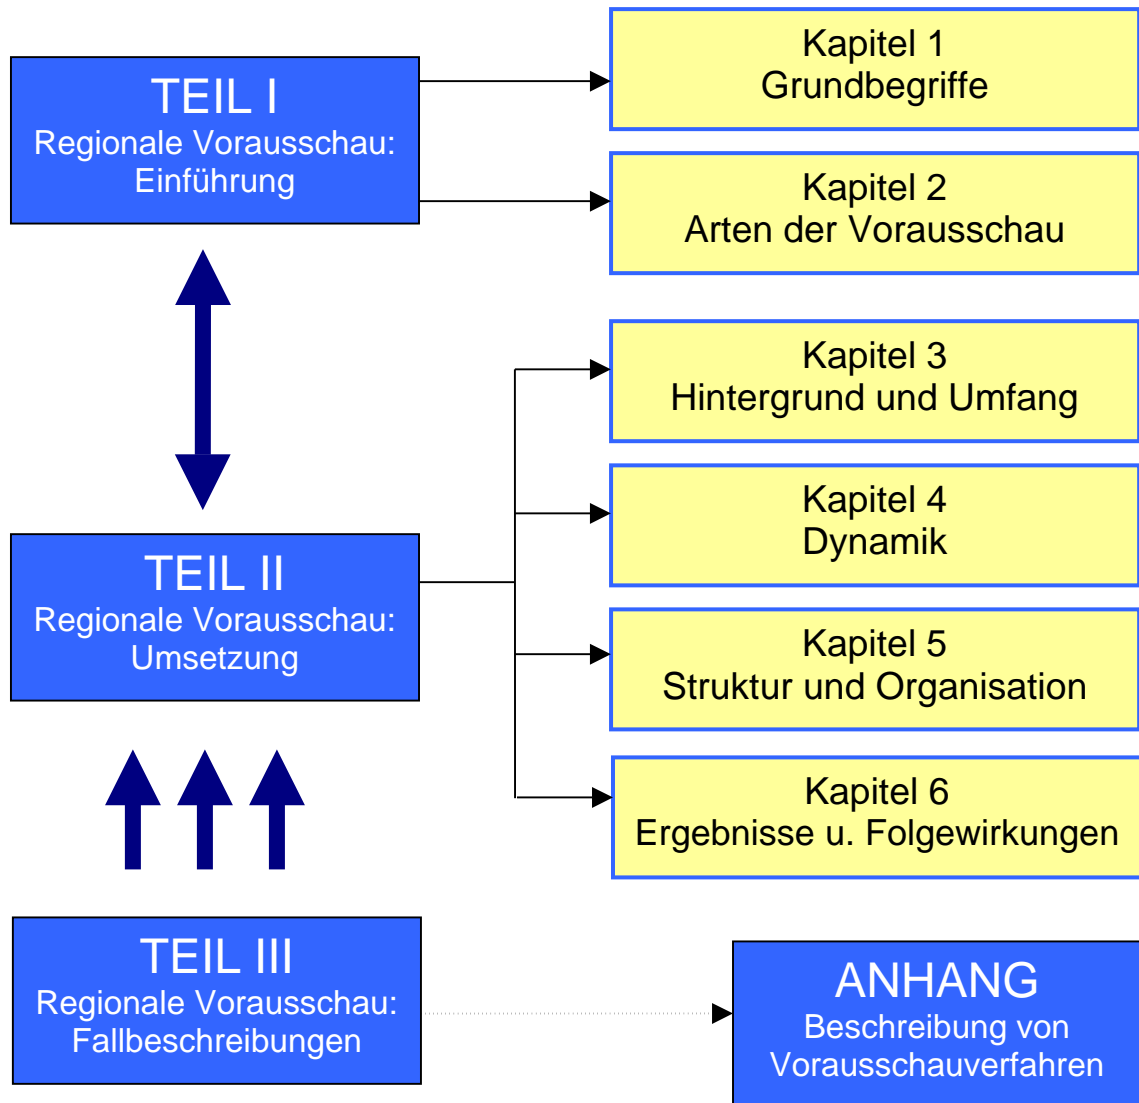 TEIL I
Regionale Vorausschau:
Einführung
Kapitel 1
Grundbegriffe
Kapitel 2
Arten der Vorausschau
TEIL II
Regionale Vorausschau:
Umsetzung
Kapitel 3
Hintergrund und Umfang
Kapitel 4
Dynamik
Kapitel 5
Struktur und Organisation
Kapitel 6
Ergebnisse u. Folgewirkungen
TEIL III
Regionale Vorausschau:
Fallbeschreibungen
ANHANG
Beschreibung von
Vorausschauverfahren